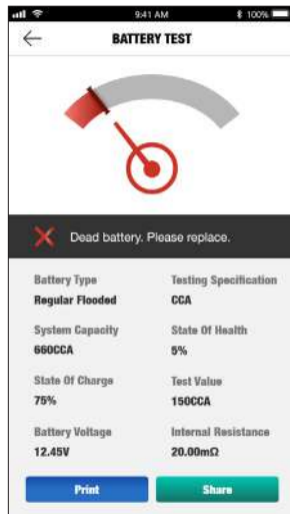 9:41 AM 100%
BATTERY TEST
Dead battery. Please replace.
Battery Type Testing Specification
Regular Flooded CCA
System Capacity State Of Health
660CCA 5%
State Of Charge Test Value
75% 150CCA
Battery Voltage Internal Resistance
12.45V 20.00mΩ
Print Share